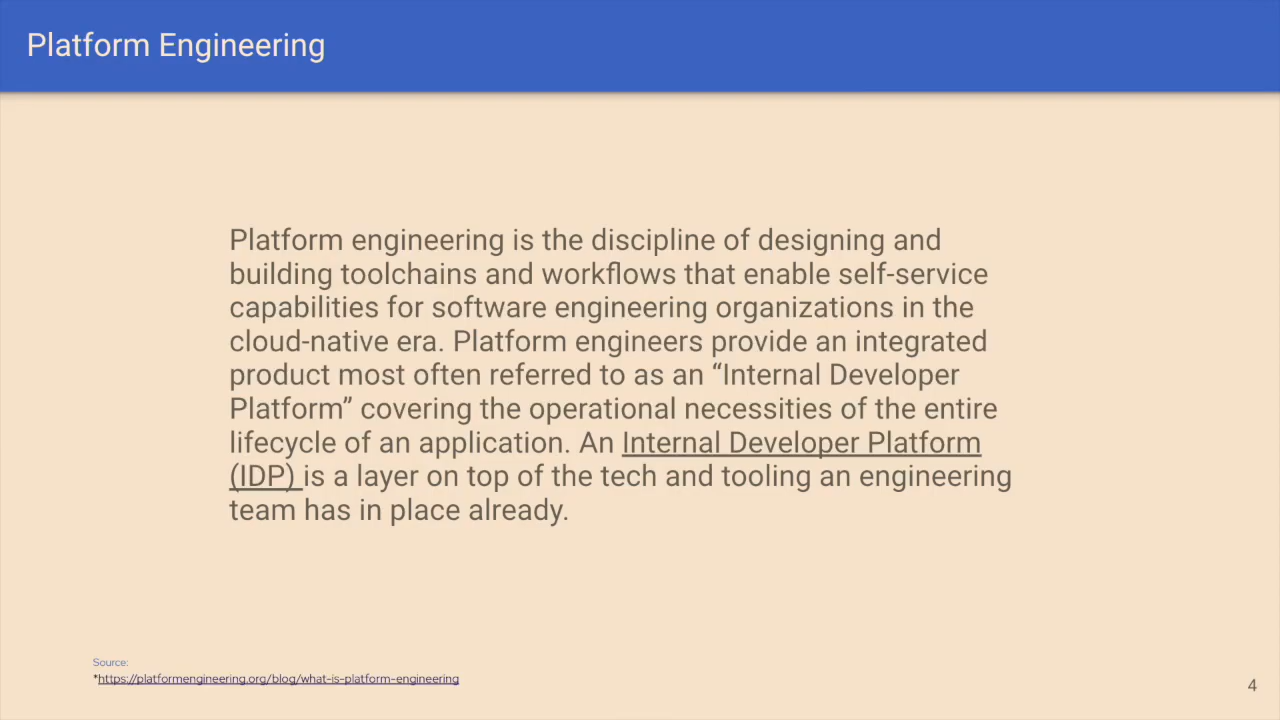 Platform Engineering
Platform engineering is the discipline of designing and
building toolchains and workflows that enable self-service
capabilities for software engineering organizations in the
cloud-native era. Platform engineers provide an integrated
product most often referred to as an “Internal Developer
Platform” covering the operational necessities of the entire
lifecycle of an application. An Internal Developer Platform
(IDP) is a layer on top of the tech and tooling an engineering
team has in place already.
Source:
*https://platformengineering.org/blog/what-is-platform-engineering
4